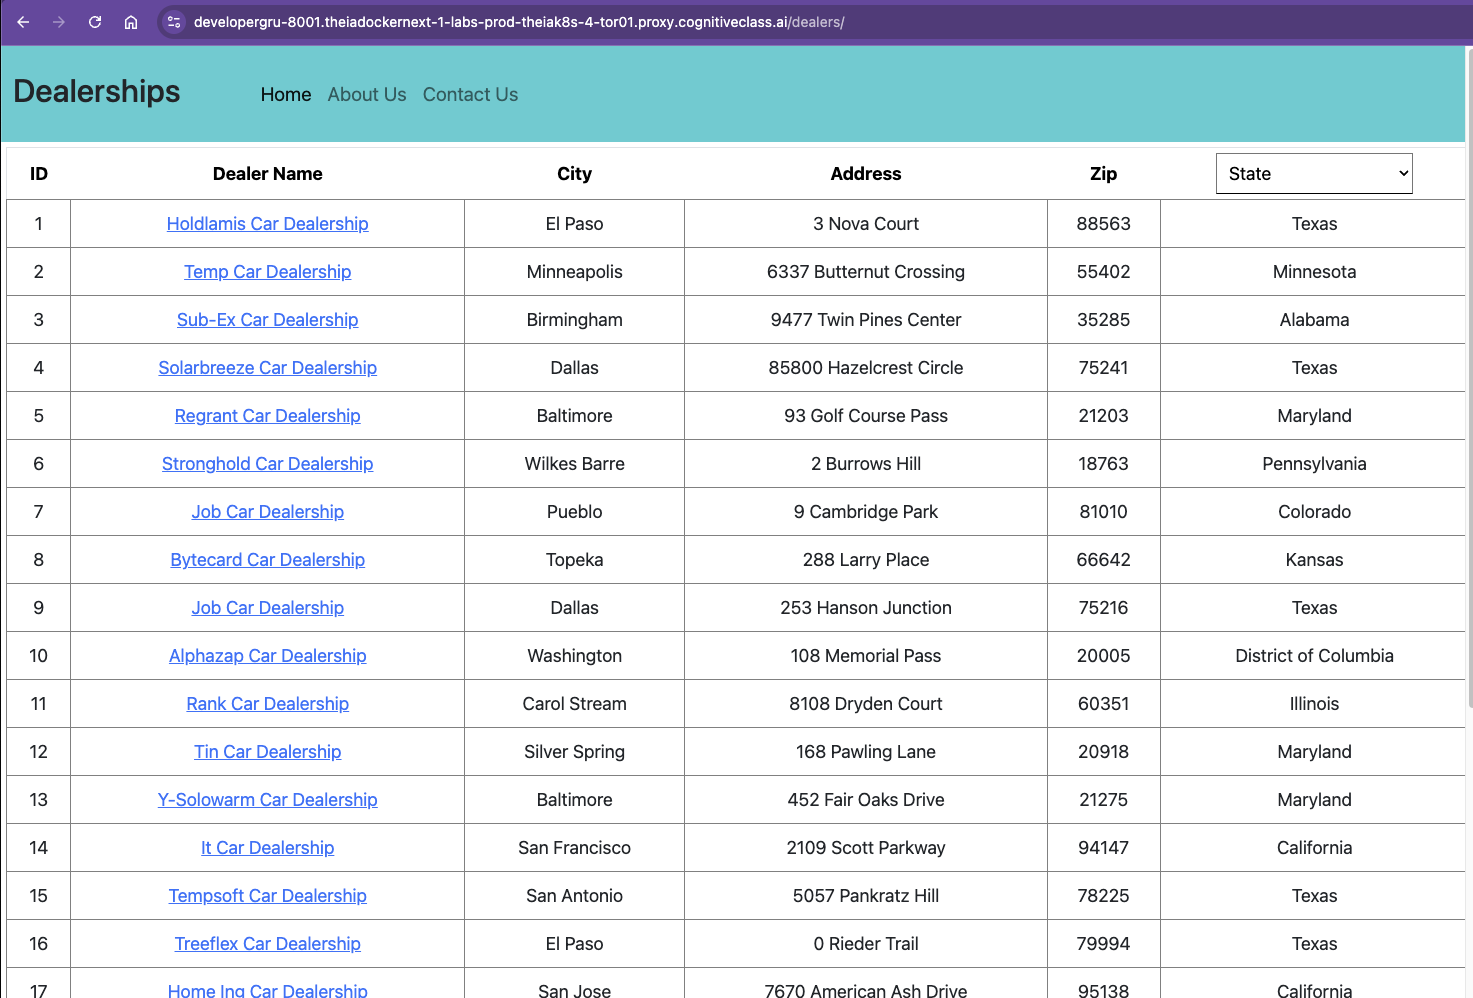 developergru-8001.theiadockernext-1-labs-prod-theiak8s-4-tor01.proxy.cognitiveclass.ai/dealers/
Dealerships Home About Us Contact Us
ID Dealer Name City Address Zip State
1 Holdlamis Car Dealership El Paso 3 Nova Court 88563 Texas
2 Temp Car Dealership Minneapolis 6337 Butternut Crossing 55402 Minnesota
3 Sub-Ex Car Dealership Birmingham 9477 Twin Pines Center 35285 Alabama
4 Solarbreeze Car Dealership Dallas 85800 Hazelcrest Circle 75241 Texas
5 Regrant Car Dealership Baltimore 93 Golf Course Pass 21203 Maryland
6 Stronghold Car Dealership Wilkes Barre 2 Burrows Hill 18763 Pennsylvania
7 Job Car Dealership Pueblo 9 Cambridge Park 81010 Colorado
8 Bytecard Car Dealership Topeka 288 Larry Place 66642 Kansas
9 Job Car Dealership Dallas 253 Hanson Junction 75216 Texas
10 Alphazap Car Dealership Washington 108 Memorial Pass 20005 District of Columbia
11 Rank Car Dealership Carol Stream 8108 Dryden Court 60351 Illinois
12 Tin Car Dealership Silver Spring 168 Pawling Lane 20918 Maryland
13 Y-Solowarm Car Dealership Baltimore 452 Fair Oaks Drive 21275 Maryland
14 It Car Dealership San Francisco 2109 Scott Parkway 94147 California
15 Tempsoft Car Dealership San Antonio 5057 Pankratz Hill 78225 Texas
16 Treeflex Car Dealership El Paso 0 Rieder Trail 79994 Texas
17 Home Ing Car Dealership San Jose 7670 American Ash Drive 95138 California